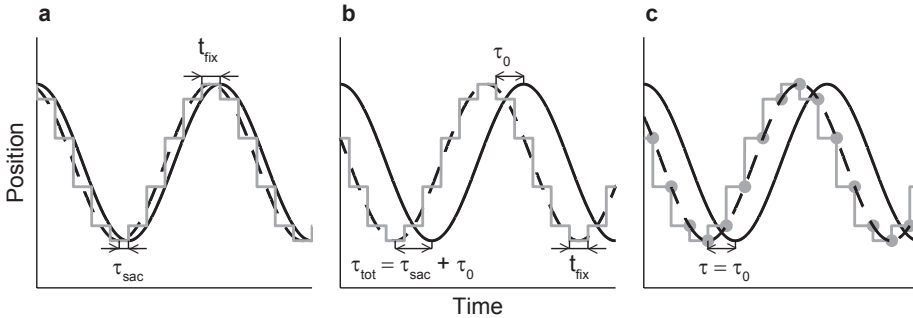 a
b
c
t_fix
τ_0
Position
τ_sac
τ_tot = τ_sac + τ_0
t_fix
τ = τ_0
Time